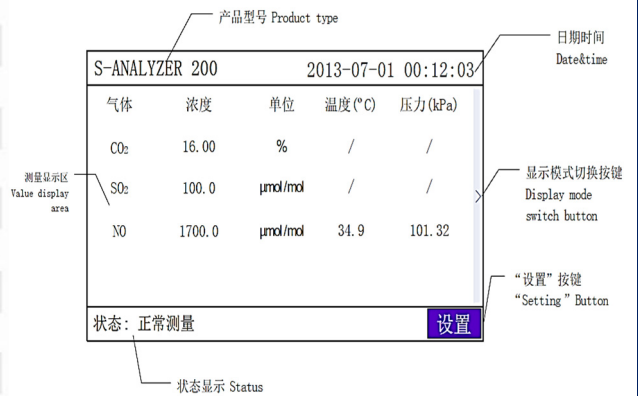 产品型号 Product type
日期时间
Date&time
S-ANALYZER 200 2013-07-01 00:12:03
气体 浓度 单位 温度(℃) 压力(kPa)
CO₂ 16.00 % / /
SO₂ 100.0 μmol/mol / /
NO 1700.0 μmol/mol 34.9 101.32
测量显示区
Value display
area
显示模式切换按键
Display mode
switch button
“设置”按键
“Setting”Button
状态: 正常测量 设置
状态显示 Status